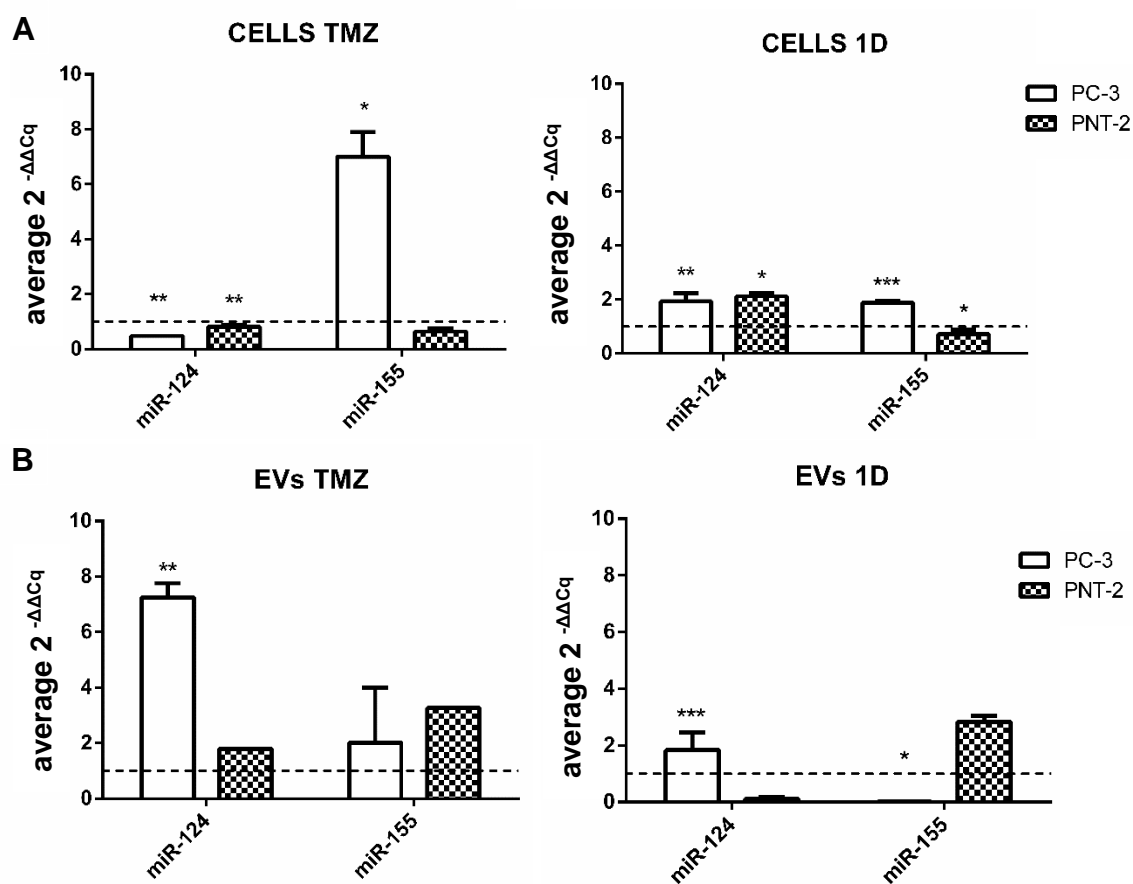 A
CELLS TMZ
average 2 -ΔΔCq
10
8
6
4
2
0
**
**
*
miR-124
miR-155
CELLS 1D
average 2 -ΔΔCq
10
8
6
4
2
0
**
*
***
*
miR-124
miR-155
PC-3
PNT-2
B
EVs TMZ
average 2 -ΔΔCq
10
8
6
4
2
0
**
miR-124
miR-155
EVs 1D
average 2 -ΔΔCq
10
8
6
4
2
0
***
*
miR-124
miR-155
PC-3
PNT-2